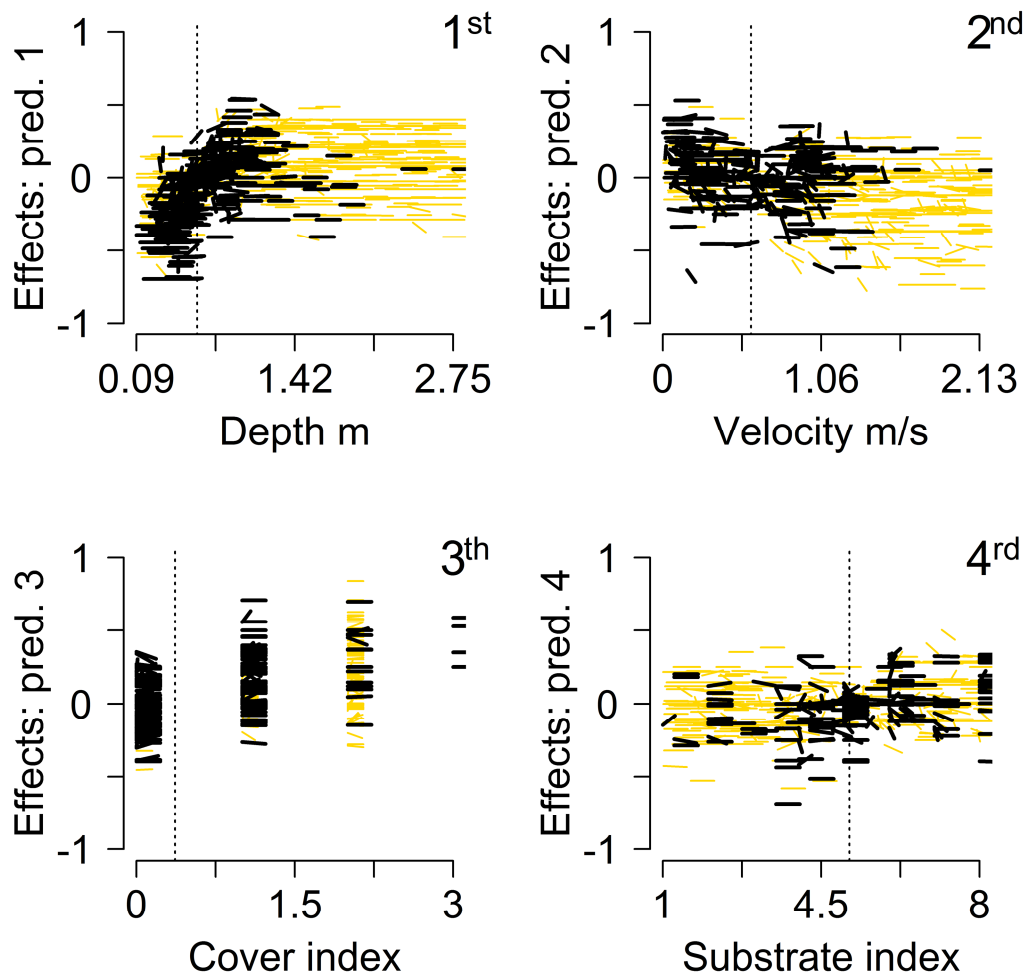 1st
Effects: pred. 1
1
0
-1
0.09 1.42 2.75
Depth m
2nd
Effects: pred. 2
1
0
-1
0 1.06 2.13
Velocity m/s
3th
Effects: pred. 3
1
0
-1
0 1.5 3
Cover index
4rd
Effects: pred. 4
1
0
-1
1 4.5 8
Substrate index